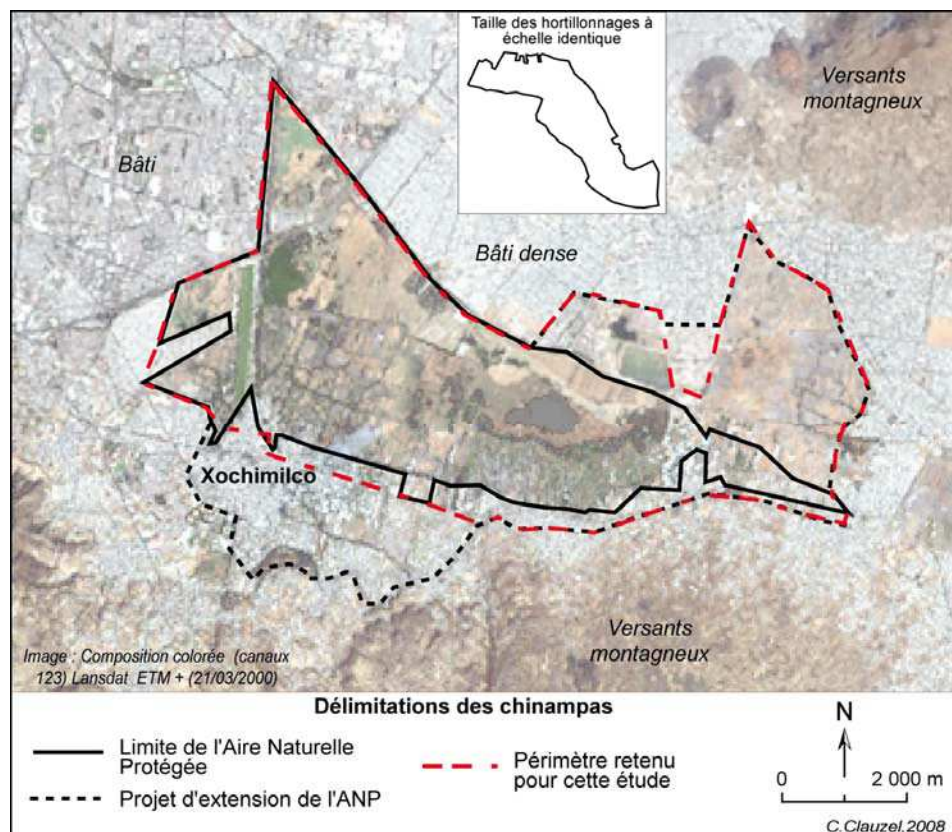 Taille des hortillonnages à
échelle identique
Versants
montagneux
Bâti
Bâti dense
Xochimilco
Versants
montagneux
Image : Composition colorée (canaux
123) Lansdat ETM + (21/03/2000)
Délimitations des chinampas
Limite de l'Aire Naturelle
Protégée
Projet d'extension de l'ANP
Périmètre retenu
pour cette étude
N
0 2 000 m
C.Clauzel,2008